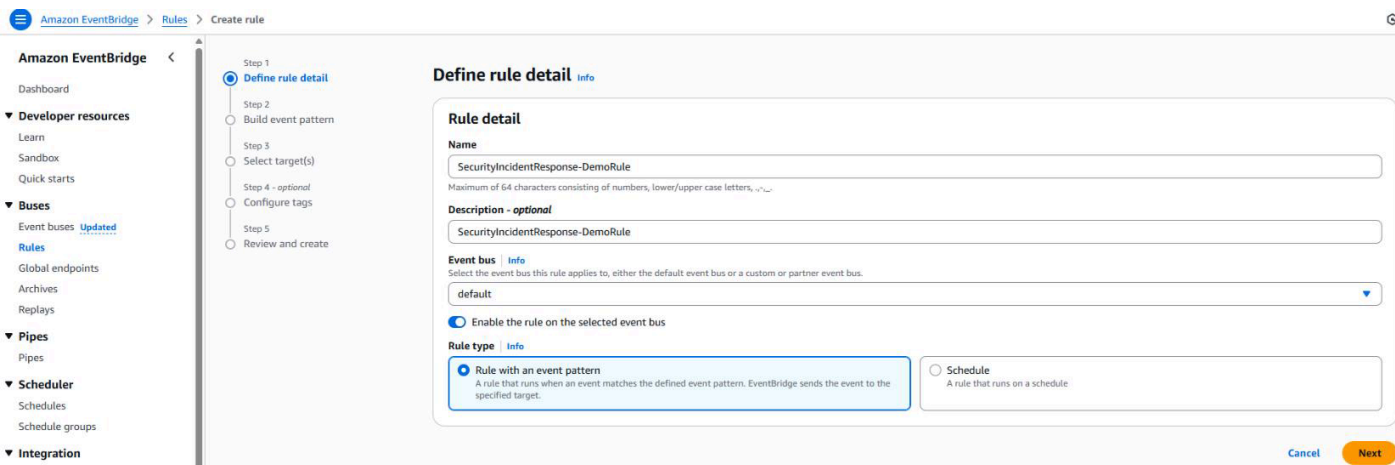 Amazon EventBridge > Rules > Create rule
Amazon EventBridge
Dashboard
Developer resources
Learn
Sandbox
Quick starts
Buses
Event buses Updated
Rules
Global endpoints
Archives
Replays
Pipes
Pipes
Scheduler
Schedules
Schedule groups
Integration
Step 1
Define rule detail
Step 2
Build event pattern
Step 3
Select target(s)
Step 4 - optional
Configure tags
Step 5
Review and create
Define rule detail Info
Rule detail
Name
SecurityIncidentResponse-DemoRule
Maximum of 64 characters consisting of numbers, lower/upper case letters, .,-,_.
Description - optional
SecurityIncidentResponse-DemoRule
Event bus Info
Select the event bus this rule applies to, either the default event bus or a custom or partner event bus.
default
Enable the rule on the selected event bus
Rule type Info
Rule with an event pattern
A rule that runs when an event matches the defined event pattern. EventBridge sends the event to the
specified target.
Schedule
A rule that runs on a schedule
Cancel
Next